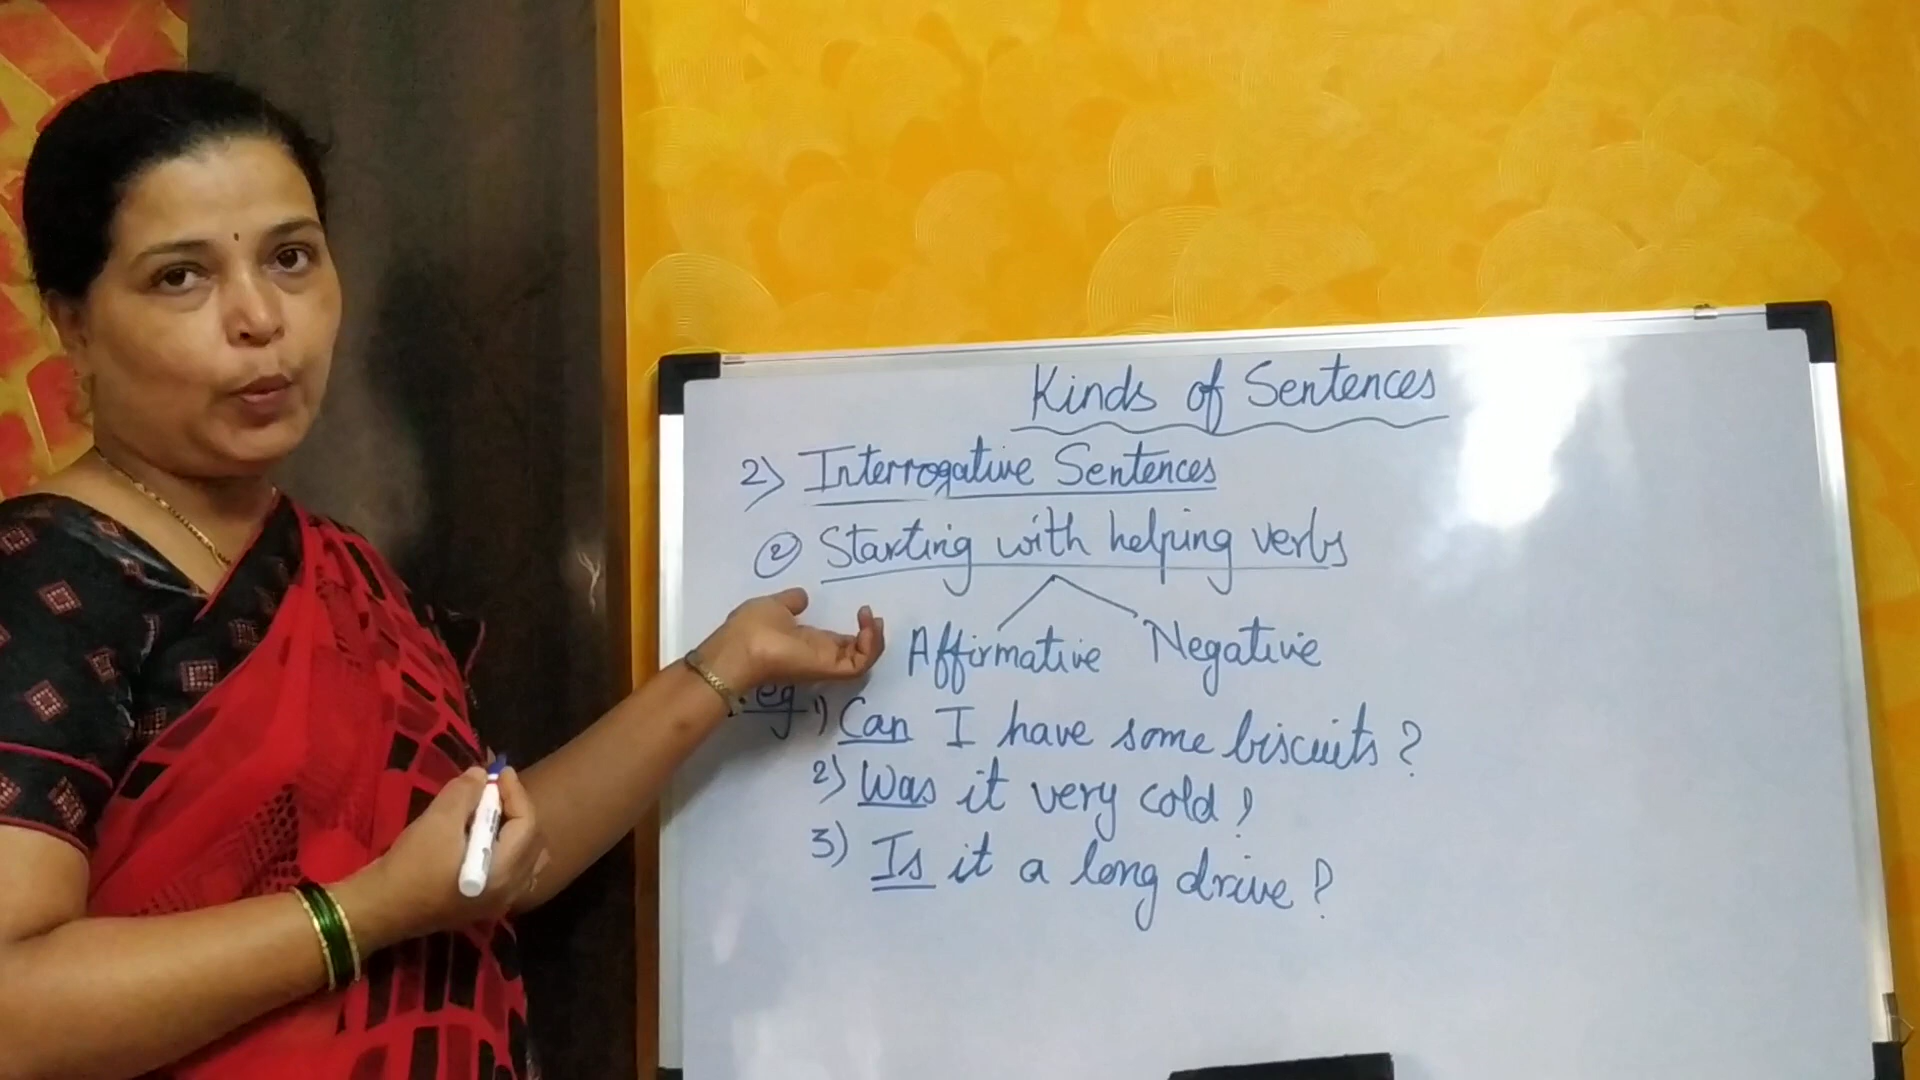 Kinds of Sentences
2) Interrogative Sentences
② Starting with helping verbs
Affirmative Negative
eg 1) Can I have some biscuits ?
2) Was it very cold ?
3) Is it a long drive ?